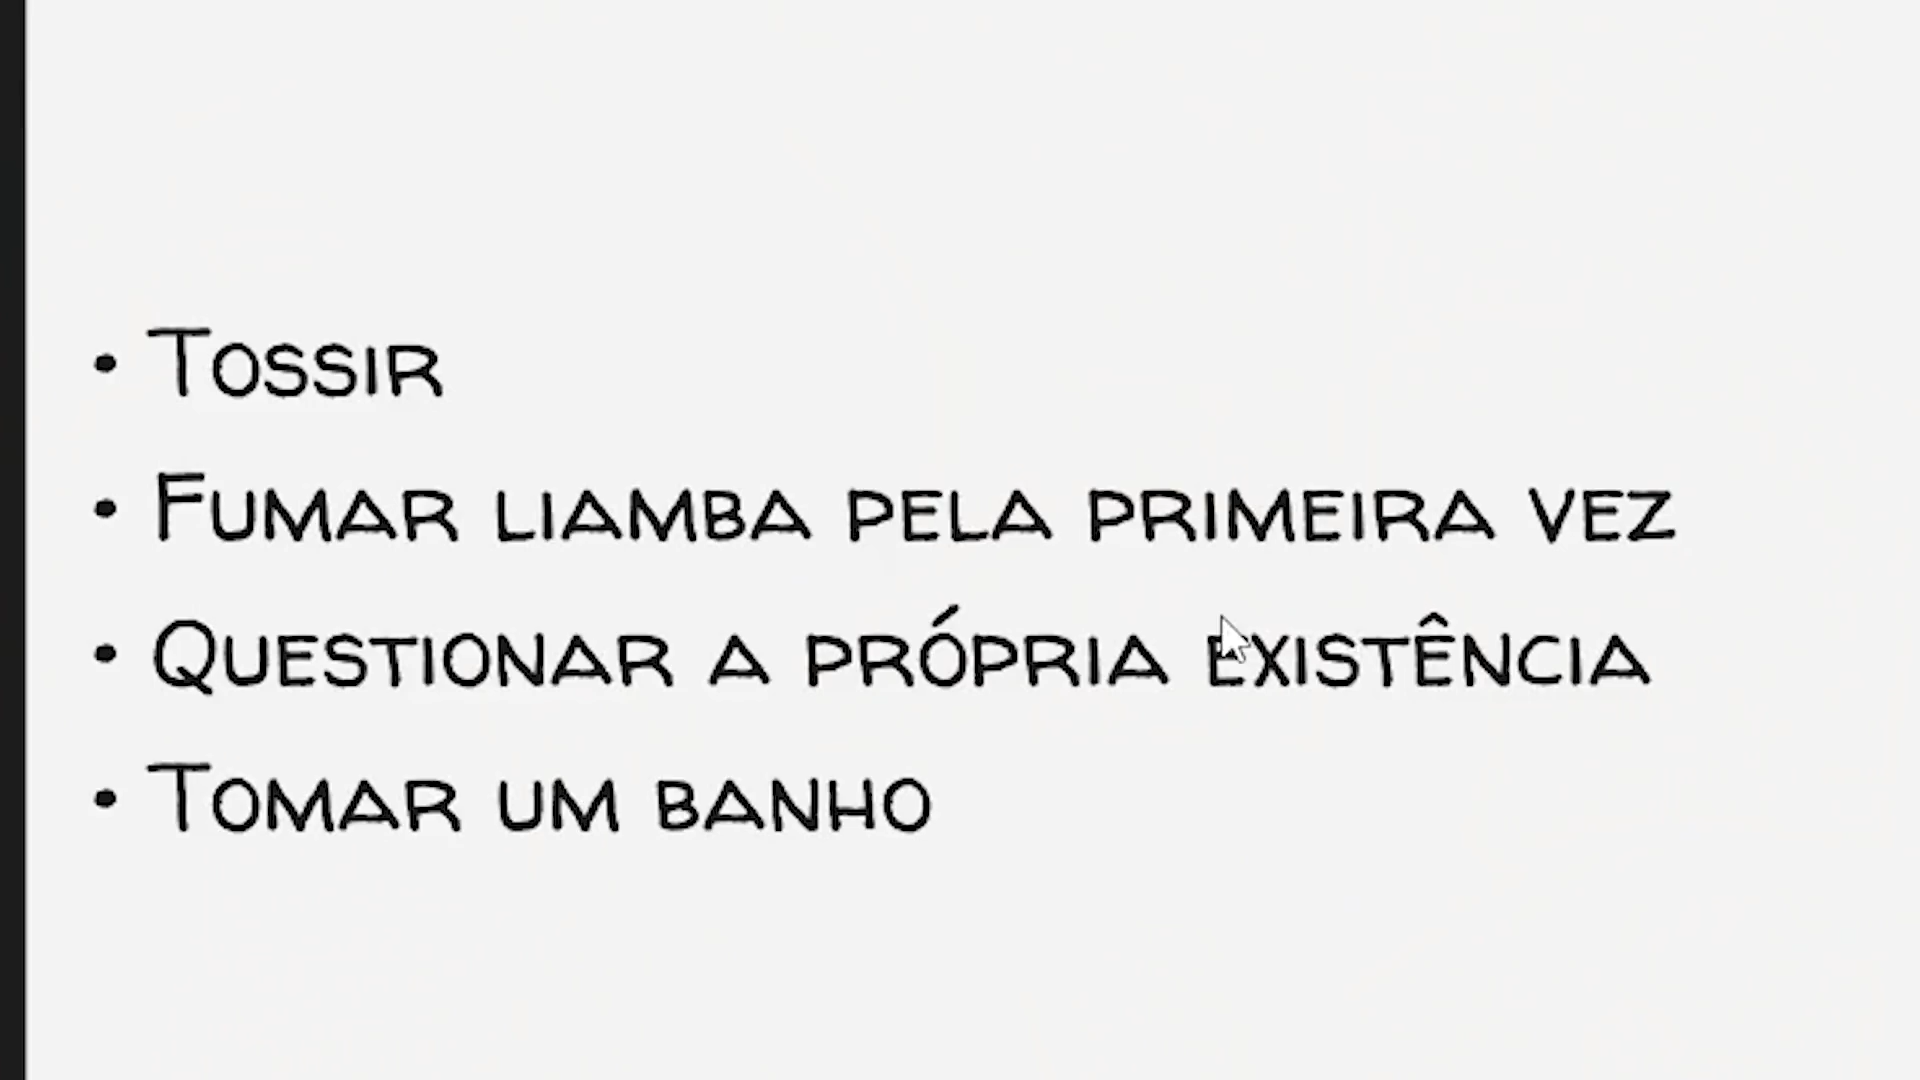 • Tossir
• Fumar liamba pela primeira vez
• Questionar a própria existência
• Tomar um banho